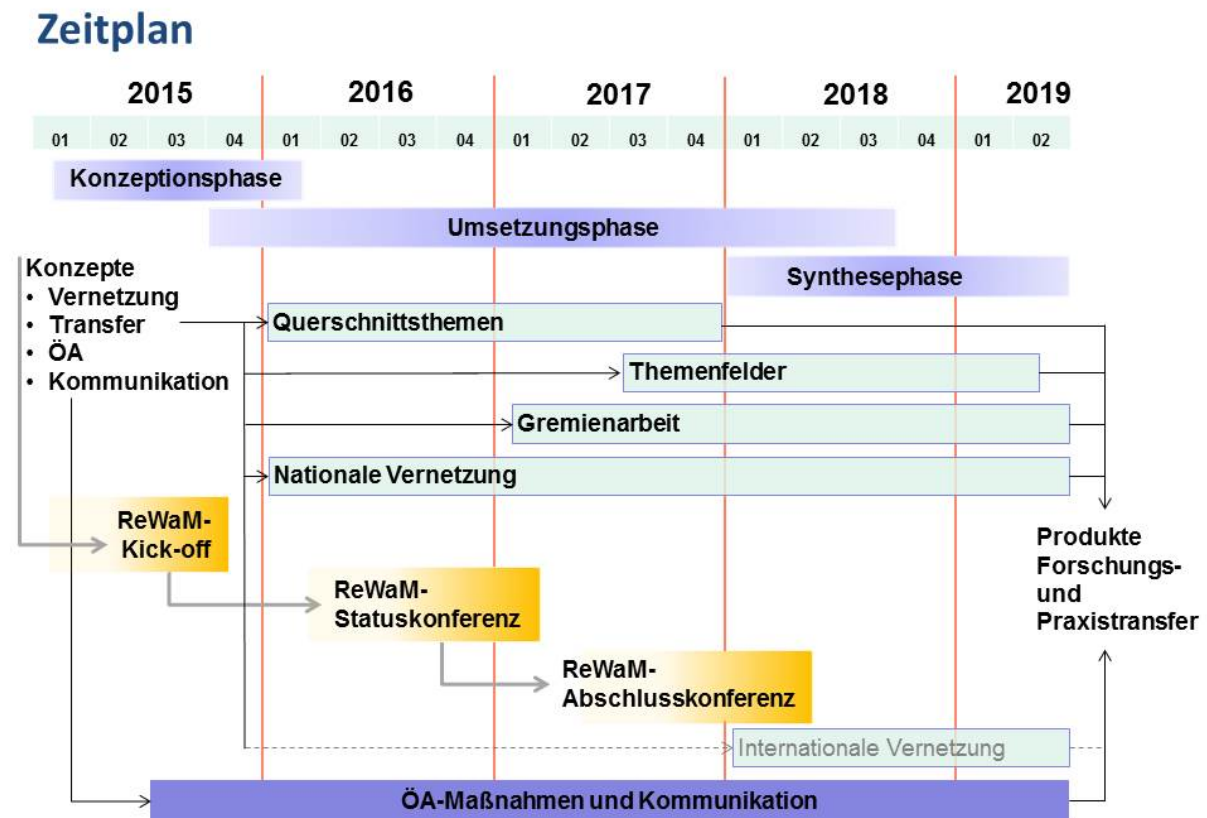 Zeitplan
2015 2016 2017 2018 2019
01 02 03 04 01 02 03 04 01 02 03 04 01 02 03 04 01 02
Konzeptionsphase
Umsetzungsphase
Synthesephase
Konzepte
• Vernetzung
• Transfer
• ÖA
• Kommunikation
Querschnittsthemen
Themenfelder
Gremienarbeit
Nationale Vernetzung
ReWaM-
Kick-off
ReWaM-
Statuskonferenz
ReWaM-
Abschlusskonferenz
Produkte
Forschungs-
und
Praxistransfer
Internationale Vernetzung
ÖA-Maßnahmen und Kommunikation